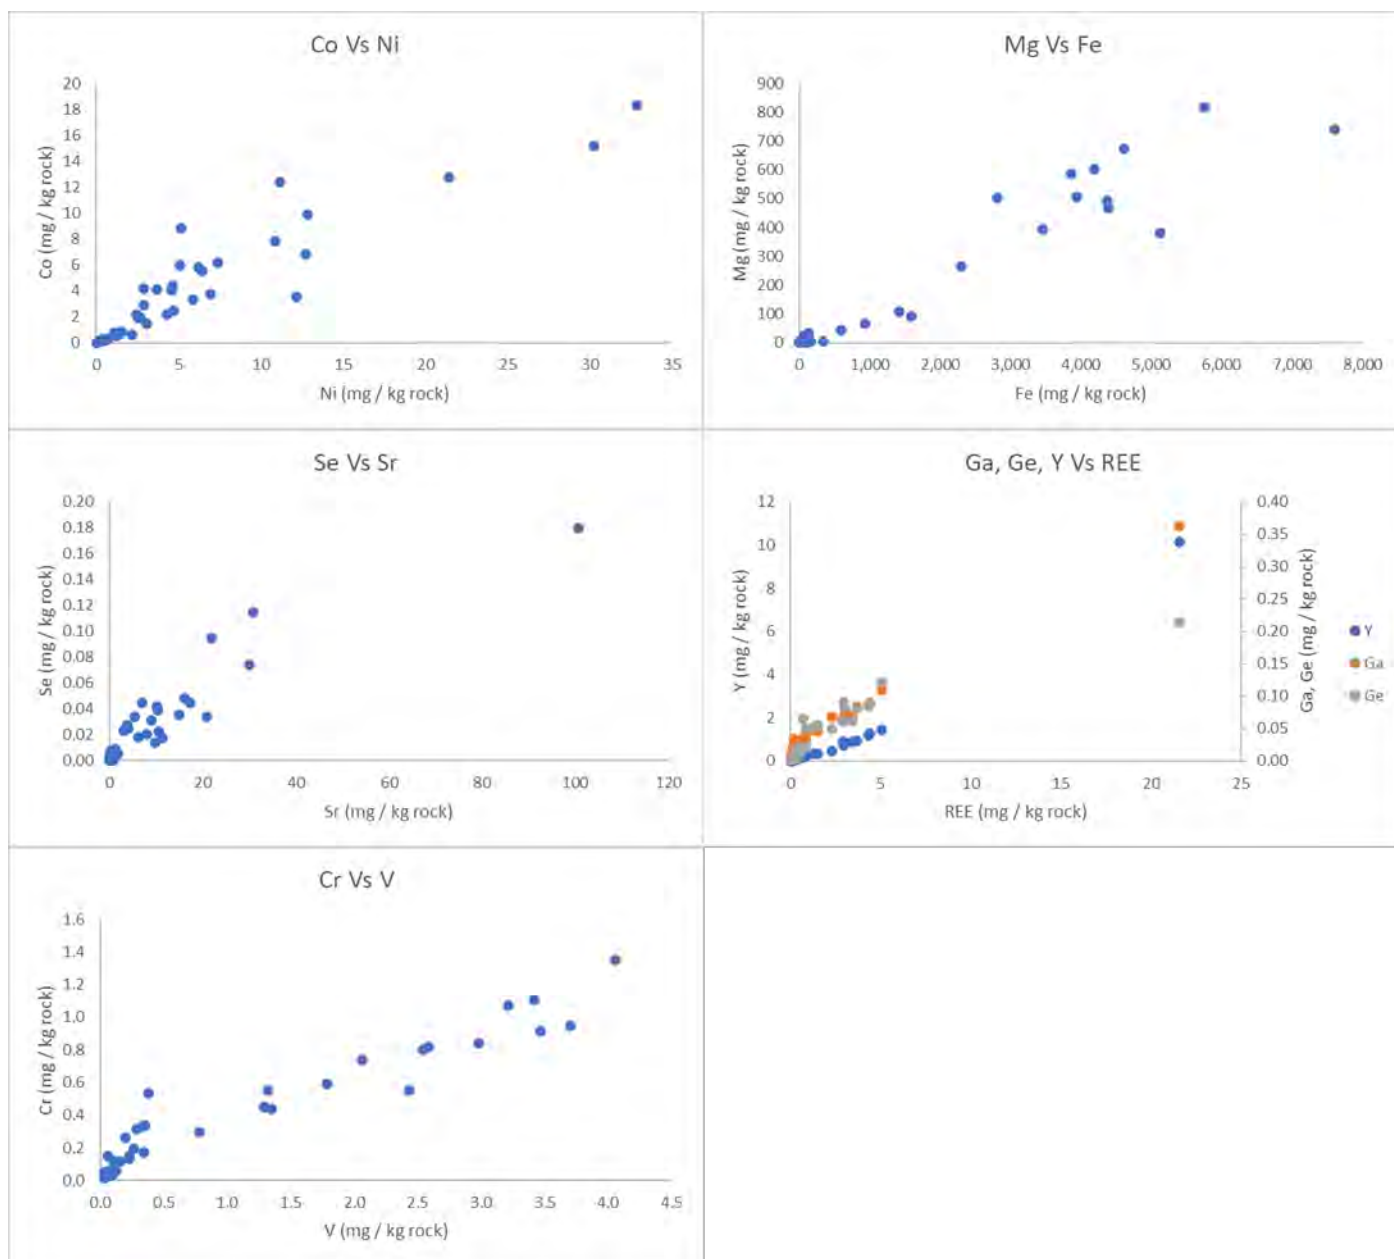 Co Vs Ni
20
18
16
14
12
10
8
6
4
2
0
Co (mg / kg rock)
0 5 10 15 20 25 30 35
Ni (mg / kg rock)
Mg Vs Fe
900
800
700
600
500
400
300
200
100
0
Mg (mg / kg rock)
0 1,000 2,000 3,000 4,000 5,000 6,000 7,000 8,000
Fe (mg / kg rock)
Se Vs Sr
0.20
0.18
0.16
0.14
0.12
0.10
0.08
0.06
0.04
0.02
0.00
Se (mg / kg rock)
0 20 40 60 80 100 120
Sr (mg / kg rock)
Ga, Ge, Y Vs REE
12
10
8
6
4
2
0
Y (mg / kg rock)
0.40
0.35
0.30
0.25
0.20
0.15
0.10
0.05
0.00
Ga, Ge (mg / kg rock)
Y
Ga
Ge
0 5 10 15 20 25
REE (mg / kg rock)
Cr Vs V
1.6
1.4
1.2
1.0
0.8
0.6
0.4
0.2
0.0
Cr (mg / kg rock)
0.0 0.5 1.0 1.5 2.0 2.5 3.0 3.5 4.0 4.5
V (mg / kg rock)